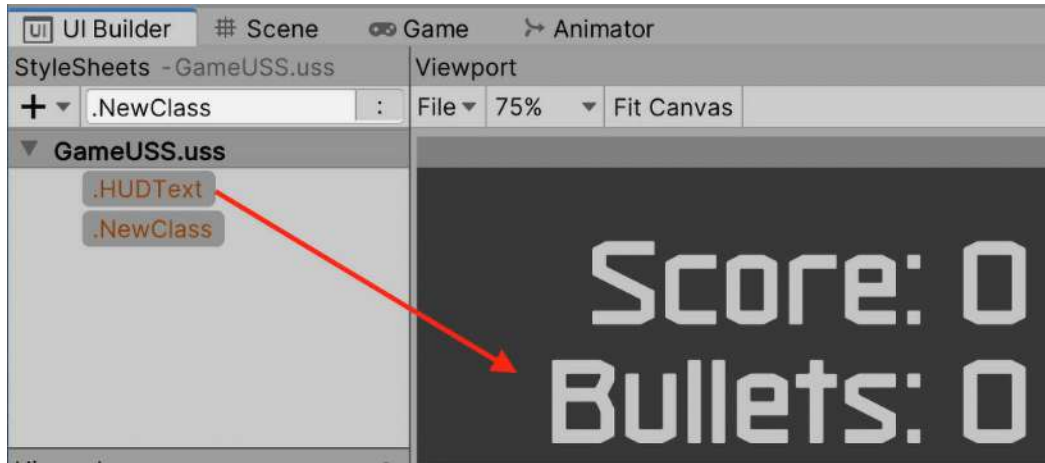 UI UI Builder Scene Game Animator
StyleSheets - GameUSS.uss Viewport
.NewClass : File 75% Fit Canvas
GameUSS.uss
.HUDText
.NewClass
Score: 0
Bullets: 0